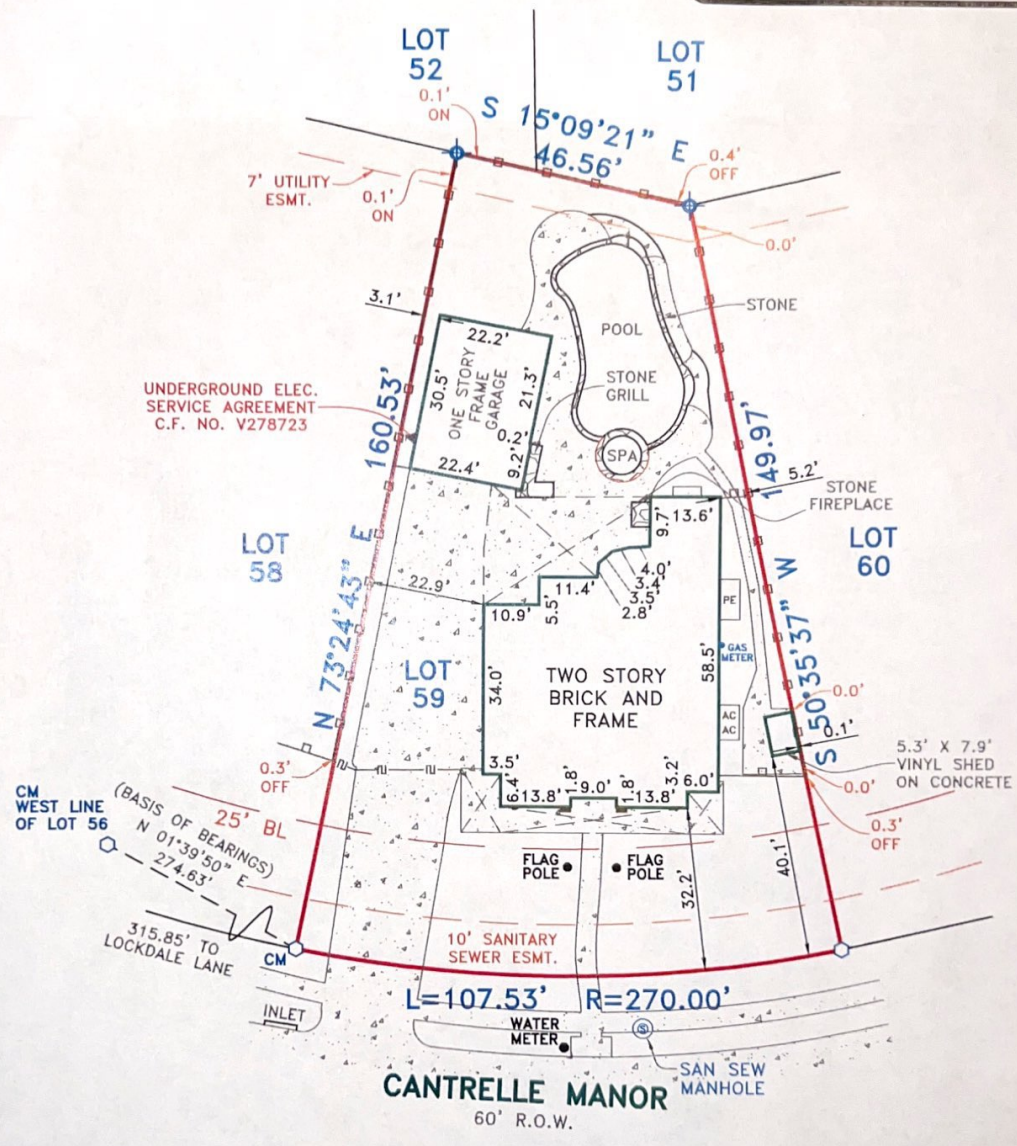 LOT
52
LOT
51
0.1'
ON
S 15°09'21" E
46.56'
0.4'
OFF
7' UTILITY
ESMT.
0.1'
ON
0.0'
3.1'
STONE
22.2'
POOL
UNDERGROUND ELEC.
SERVICE AGREEMENT
C.F. NO. V278723
30.5'
ONE STORY
FRAME
GARAGE
21.3'
STONE
GRILL
160.53'
149.97'
0.2'
9.2'
22.4'
SPA
5.2'
STONE
FIREPLACE
9.7'
13.6'
LOT
58
LOT
60
N 73°24'43" E
S 50°35'37" W
22.9'
4.0'
3.4'
3.5'
2.8'
11.4'
5.5'
10.9'
PE
GAS
METER
LOT
59
34.0'
TWO STORY
BRICK AND
FRAME
58.5'
0.0'
AC
AC
0.1'
5.3' X 7.9'
VINYL SHED
ON CONCRETE
0.3'
OFF
3.5'
6.4'
13.8'
1.8'
9.0'
1.8'
13.8'
3.2'
6.0'
0.0'
CM
WEST LINE
OF LOT 56
(BASIS OF BEARINGS)
N 01°39'50" E
274.63'
25' BL
0.3'
OFF
FLAG
POLE
FLAG
POLE
32.2'
40.1'
315.85' TO
LOCKDALE LANE
CM
10' SANITARY
SEWER ESMT.
L=107.53' R=270.00'
INLET
WATER
METER
S
SAN SEW
MANHOLE
CANTRELLE MANOR
60' R.O.W.